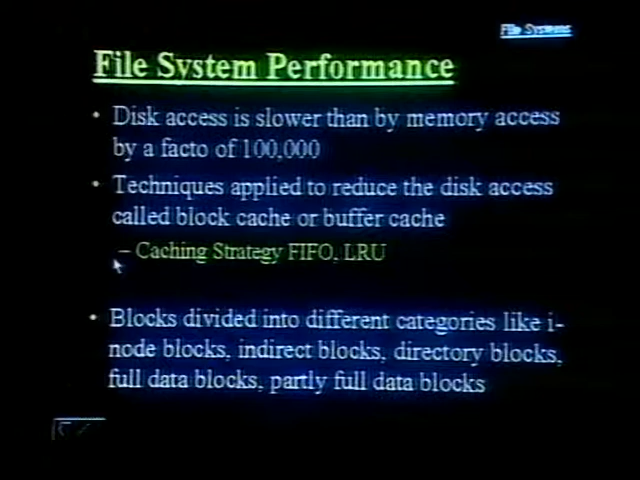 File Systems
File System Performance
• Disk access is slower than by memory access
by a facto of 100,000
• Techniques applied to reduce the disk access
called block cache or buffer cache
– Caching Strategy FIFO, LRU
• Blocks divided into different categories like i-
node blocks, indirect blocks, directory blocks,
full data blocks, partly full data blocks